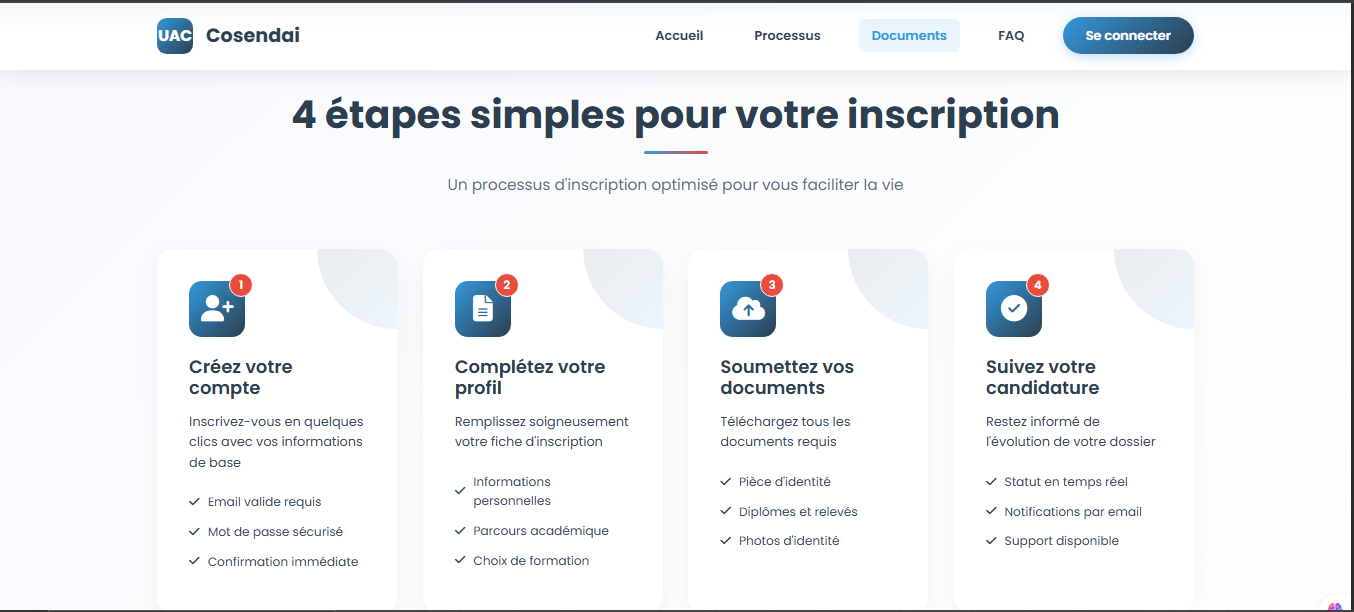 UAC Cosendai Accueil Processus Documents FAQ Se connecter
4 étapes simples pour votre inscription
Un processus d'inscription optimisé pour vous faciliter la vie
1
Créez votre
compte
Inscrivez-vous en quelques
clics avec vos informations
de base
Email valide requis
Mot de passe sécurisé
Confirmation immédiate
2
Complétez votre
profil
Remplissez soigneusement
votre fiche d'inscription
Informations
personnelles
Parcours académique
Choix de formation
3
Soumettez vos
documents
Téléchargez tous les
documents requis
Pièce d'identité
Diplômes et relevés
Photos d'identité
4
Suivez votre
candidature
Restez informé de
l'évolution de votre dossier
Statut en temps réel
Notifications par email
Support disponible